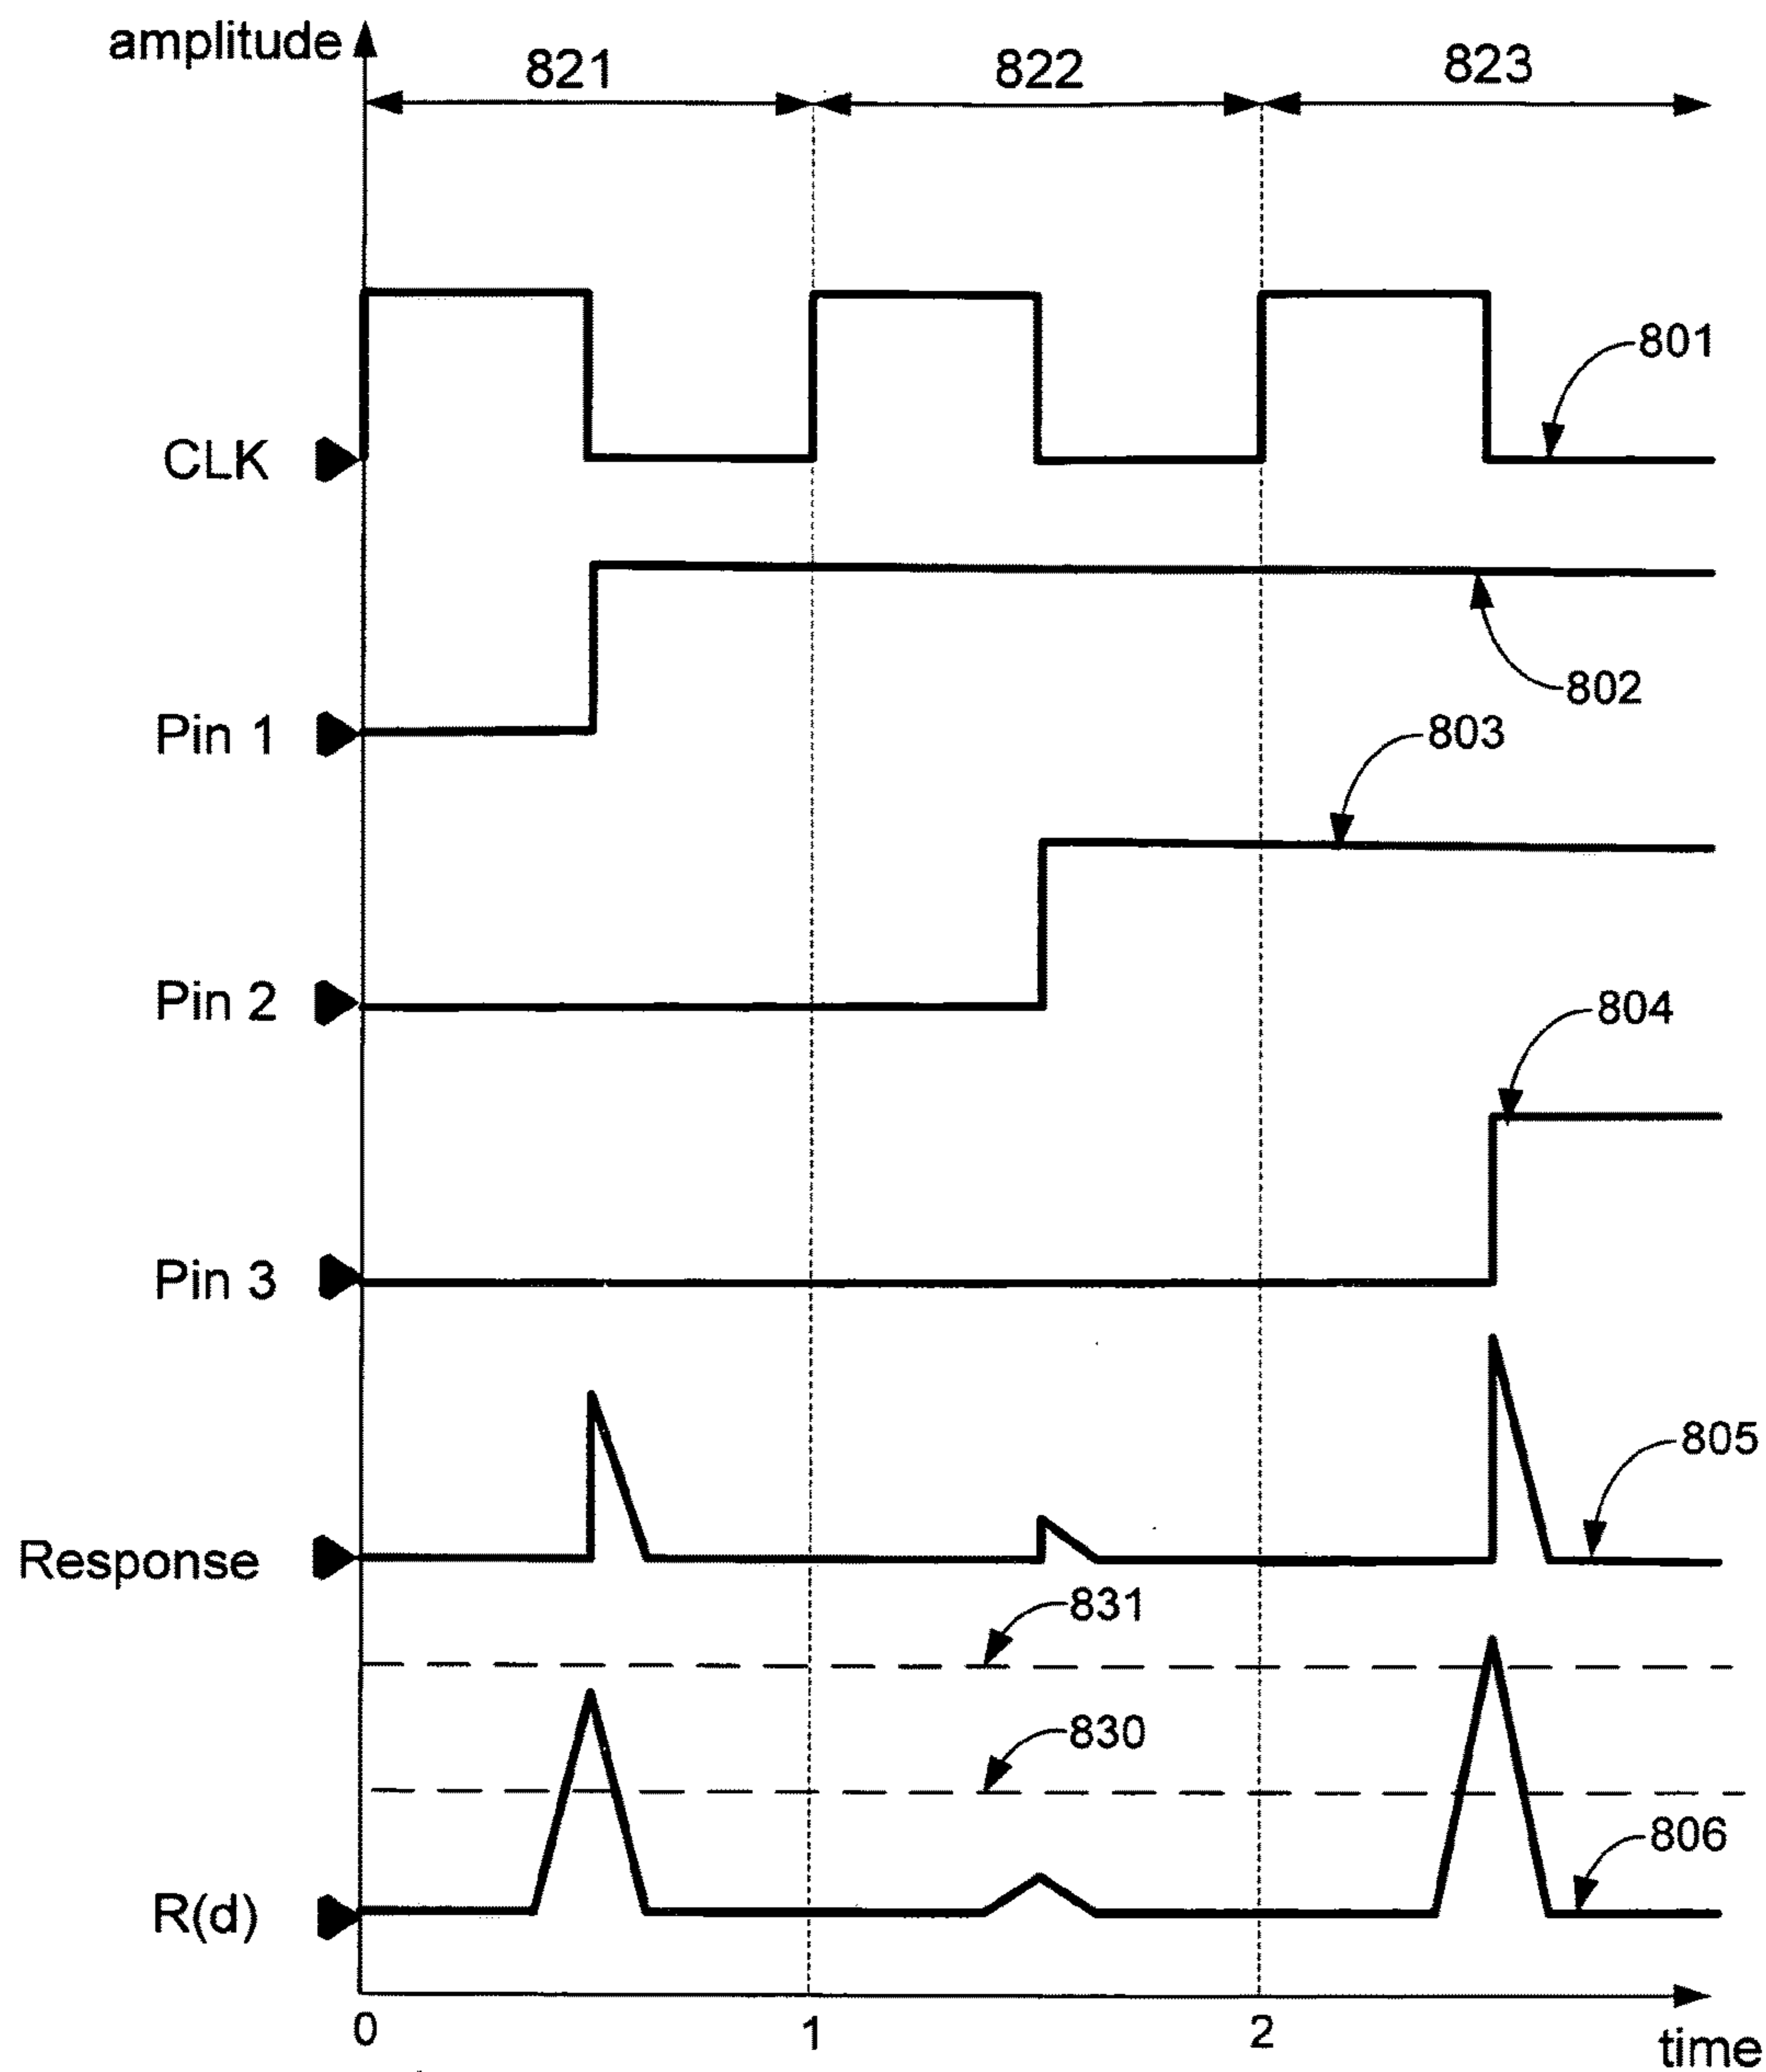 amplitude
821
822
823
801
CLK
802
Pin 1
803
Pin 2
804
Pin 3
805
Response
831
830
806
R(d)
0
1
2
time